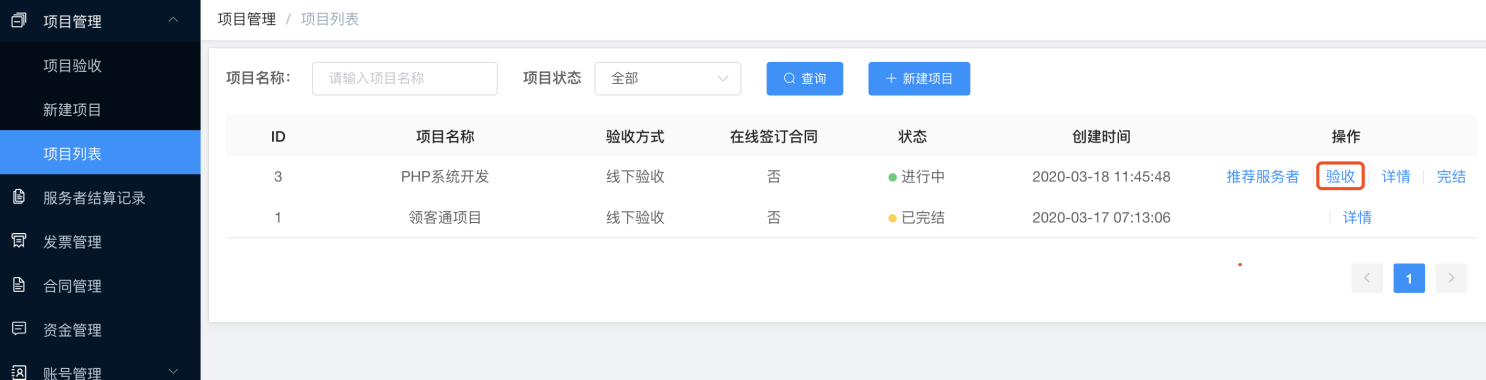 项目管理
项目验收
新建项目
项目列表
服务者结算记录
发票管理
合同管理
资金管理
账号管理
项目管理 / 项目列表
项目名称: 请输入项目名称 项目状态 全部 查询 + 新建项目
ID 项目名称 验收方式 在线签订合同 状态 创建时间 操作
3 PHP系统开发 线下验收 否 进行中 2020-03-18 11:45:48 推荐服务者 验收 详情 完结
1 领客通项目 线下验收 否 已完结 2020-03-17 07:13:06 详情
< 1 >